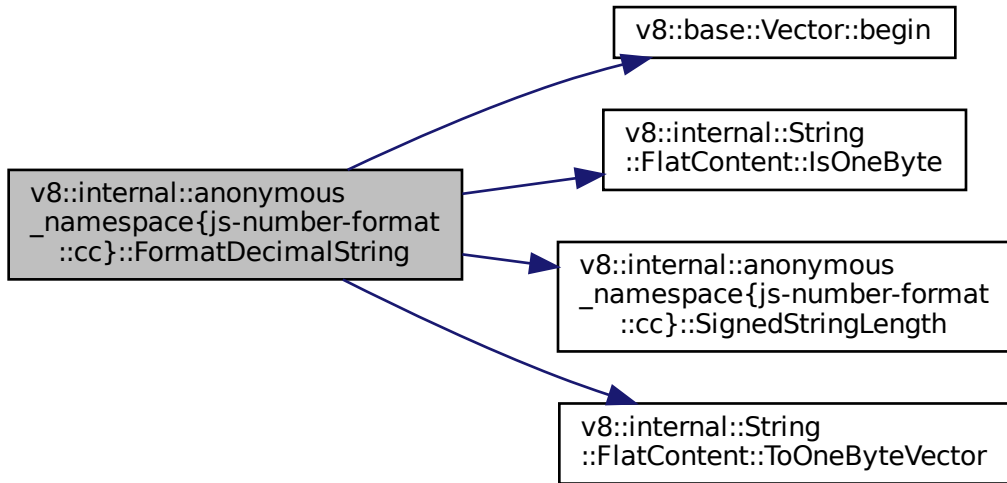 v8::internal::anonymous
_namespace{js-number-format
::cc}::FormatDecimalString
v8::base::Vector::begin
v8::internal::String
::FlatContent::IsOneByte
v8::internal::anonymous
_namespace{js-number-format
::cc}::SignedStringLength
v8::internal::String
::FlatContent::ToOneByteVector